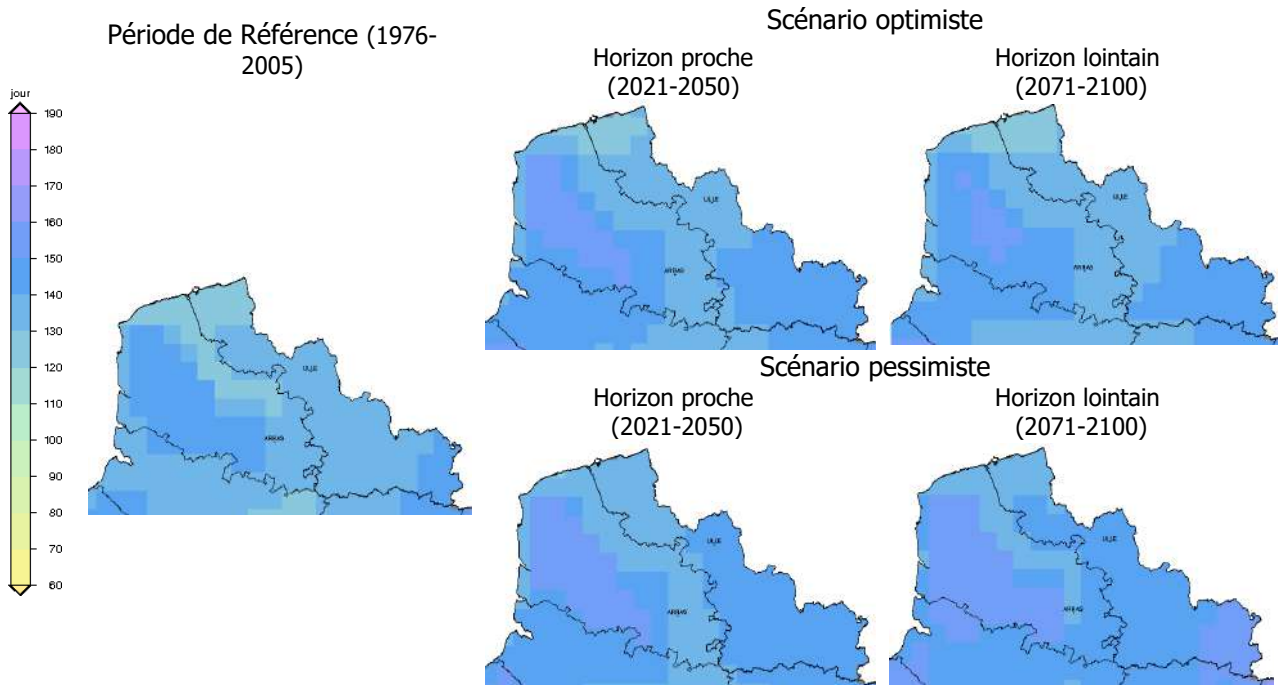 Période de Référence (1976-
2005)
Scénario optimiste
Horizon proche
(2021-2050)
Horizon lointain
(2071-2100)
jour
190
180
170
160
150
140
130
120
110
100
90
80
70
60
LILLE
ARRAS
LILLE
ARRAS
LILLE
ARRAS
Scénario pessimiste
Horizon proche
(2021-2050)
Horizon lointain
(2071-2100)
LILLE
ARRAS
LILLE
ARRAS